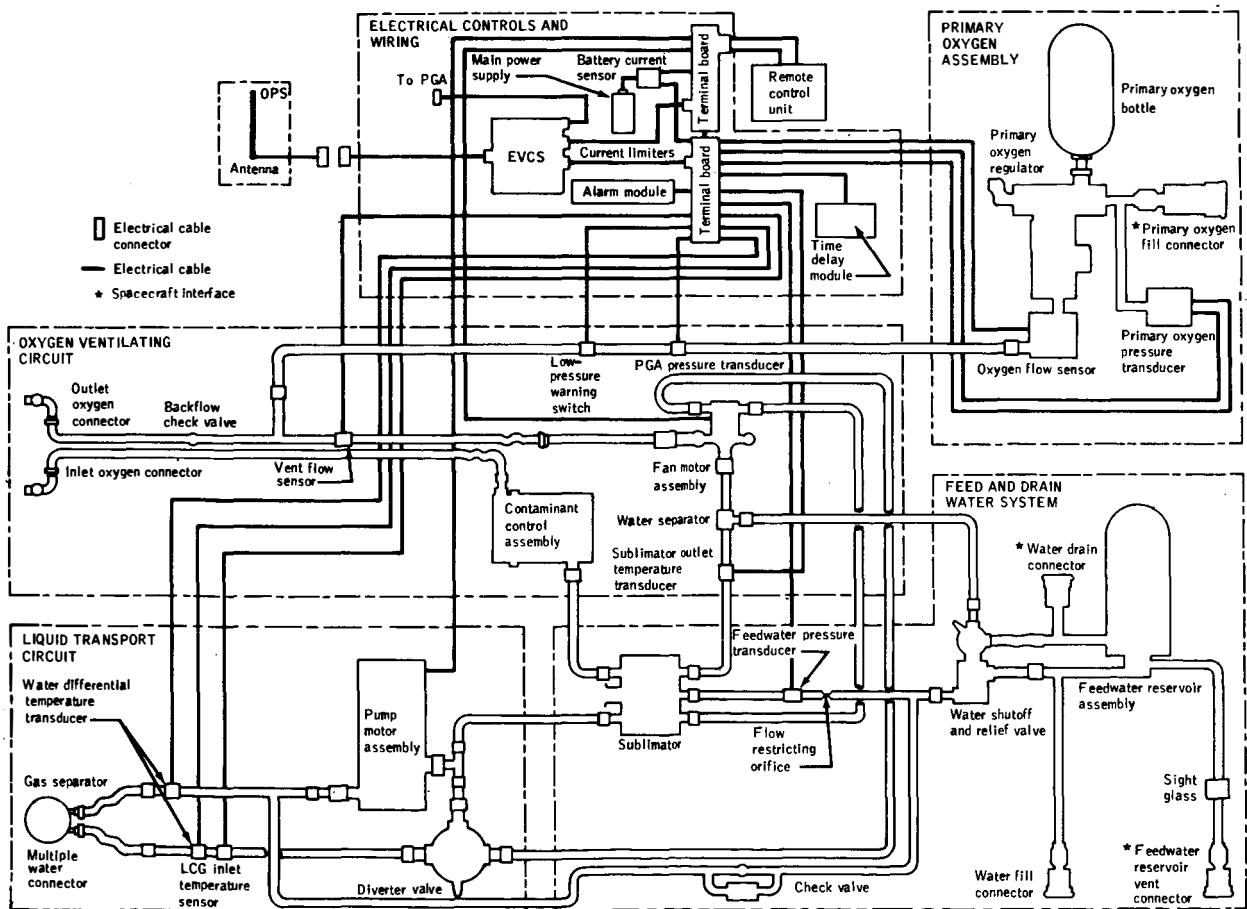 ELECTRICAL CONTROLS AND
WIRING
To PGA
Main power
supply
Battery current
sensor
Terminal board
Remote
control
unit
OPS
Antenna
EVCS
Current limiters
Alarm module
Terminal board
Time
delay
module
Electrical cable
connector
Electrical cable
* Spacecraft interface
PRIMARY
OXYGEN
ASSEMBLY
Primary oxygen
bottle
Primary
oxygen
regulator
* Primary oxygen
fill connector
Primary oxygen
pressure
transducer
Oxygen flow sensor
OXYGEN VENTILATING
CIRCUIT
Outlet
oxygen
connector
Backflow
check valve
Inlet oxygen connector
Vent flow
sensor
Low-
pressure
warning
switch
PGA pressure transducer
Fan motor
assembly
Contaminant
control
assembly
Water separator
Sublimator outlet
temperature
transducer
FEED AND DRAIN
WATER SYSTEM
* Water drain
connector
Feedwater pressure
transducer
Sublimator
Flow
restricting
orifice
Water shutoff
and relief valve
Feedwater reservoir
assembly
Sight
glass
Water fill
connector
* Feedwater
reservoir
vent
connector
Check valve
LIQUID TRANSPORT
CIRCUIT
Water differential
temperature
transducer
Pump
motor
assembly
Gas separator
Multiple
water
connector
LCG inlet
temperature
sensor
Diverter valve